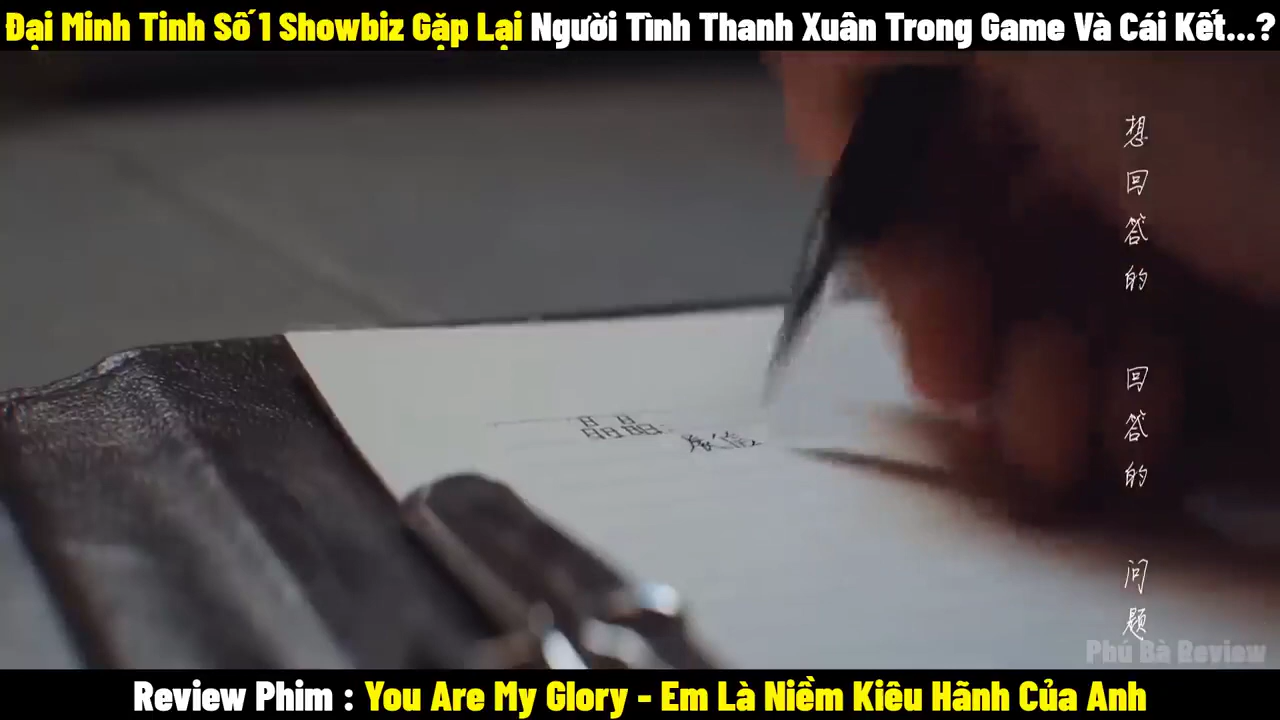 Đại Minh Tinh Số 1 Showbiz Gặp Lại Người Tình Thanh Xuân Trong Game Và Cái Kết...?
想回答的 回答的 问题
晶晶
Phú Bà Review
Review Phim : You Are My Glory - Em Là Niềm Kiêu Hãnh Của Anh